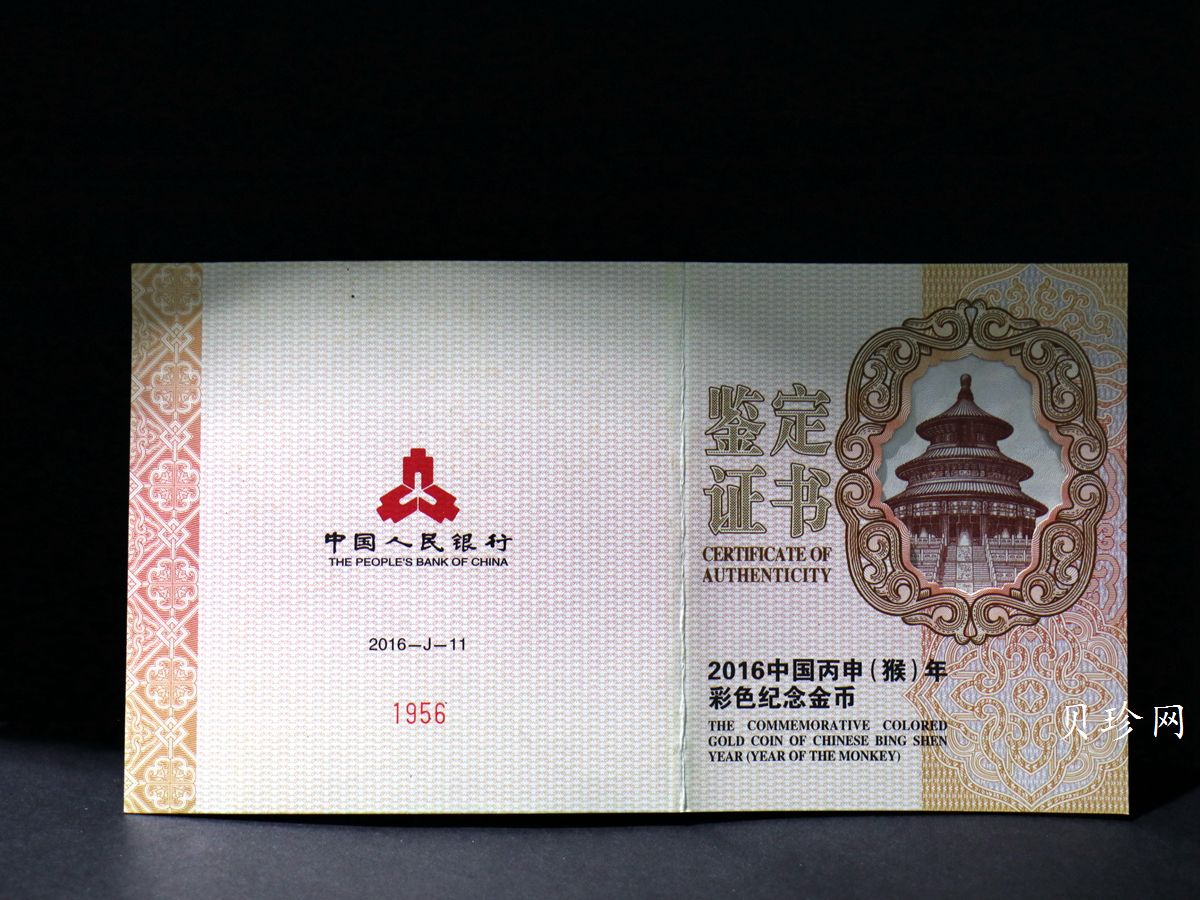 中国人民银行
THE PEOPLE'S BANK OF CHINA
2016—J—11
1956
鉴定
证书
CERTIFICATE OF
AUTHENTICITY
2016中国丙申(猴)年
彩色纪念金币
THE COMMEMORATIVE COLORED
GOLD COIN OF CHINESE BING SHEN
YEAR (YEAR OF THE MONKEY)
贝珍网